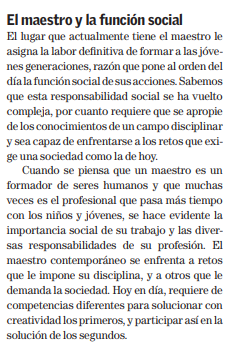 El maestro y la función social
El lugar que actualmente tiene el maestro le
asigna la labor definitiva de formar a las jóve-
nes generaciones, razón que pone al orden del
día la función social de sus acciones. Sabemos
que esta responsabilidad social se ha vuelto
compleja, por cuanto requiere que se apropie
de los conocimientos de un campo disciplinar
y sea capaz de enfrentarse a los retos que exi-
ge una sociedad como la de hoy.
Cuando se piensa que un maestro es un
formador de seres humanos y que muchas
veces es el profesional que pasa más tiempo
con los niños y jóvenes, se hace evidente la
importancia social de su trabajo y las diver-
sas responsabilidades de su profesión. El
maestro contemporáneo se enfrenta a retos
que le impone su disciplina, y a otros que le
demanda la sociedad. Hoy en día, requiere de
competencias diferentes para solucionar con
creatividad los primeros, y participar así en la
solución de los segundos.